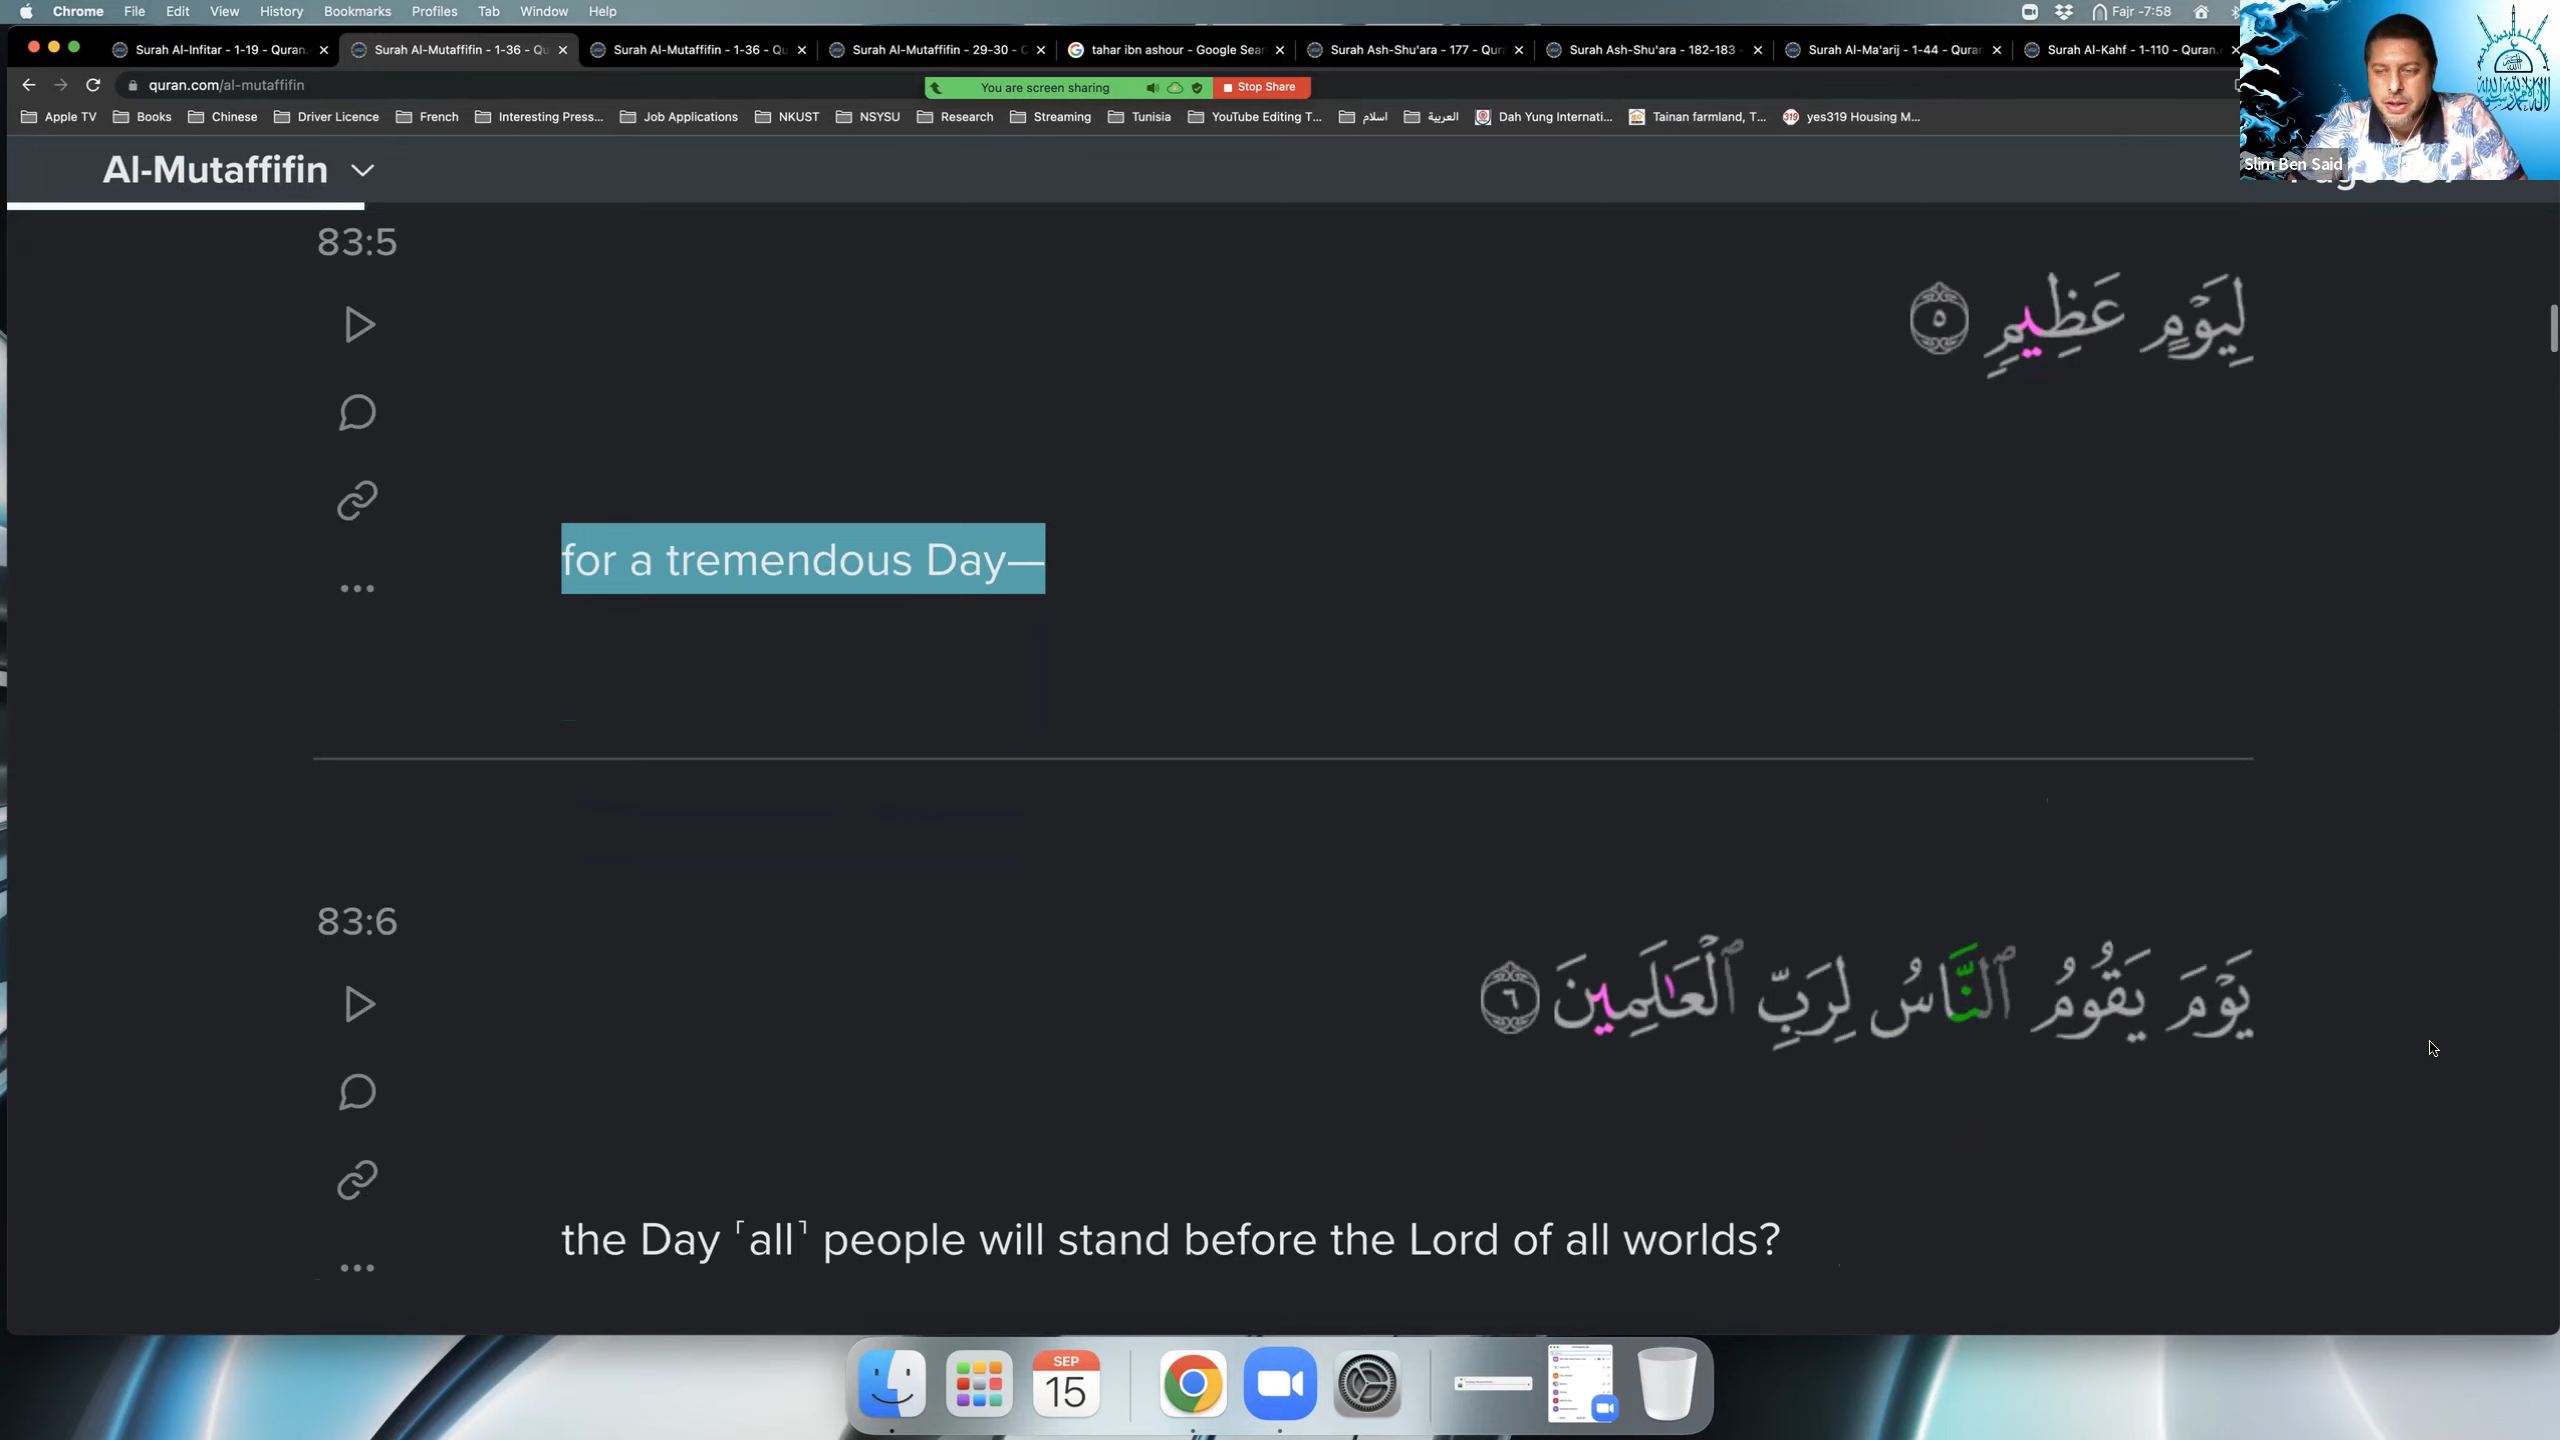 Chrome File Edit View History Bookmarks Profiles Tab Window Help
Fajr -7:58
Surah Al-Infitar - 1-19 - Quran. Surah Al-Mutaffifin - 1-36 - Qu Surah Al-Mutaffifin - 1-36 - Qu Surah Al-Mutaffifin - 29-30 - tahar ibn ashour - Google Sear Surah Ash-Shu'ara - 177 - Qur Surah Ash-Shu'ara - 182-183 - Surah Al-Ma'arij - 1-44 - Quran Surah Al-Kahf - 1-110 - Quran.
quran.com/al-mutaffifin
You are screen sharing Stop Share
Apple TV Books Chinese Driver Licence French Interesting Press... Job Applications NKUST NSYSU Research Streaming Tunisia YouTube Editing T... اسلام العربية Dah Yung Internati... Tainan farmland, T... yes319 Housing M...
Slim Ben Said
Al-Mutaffifin
83:5
لِيَوْمٍ عَظِيمٍ ٥
for a tremendous Day—
83:6
يَوْمَ يَقُومُ ٱلنَّاسُ لِرَبِّ ٱلْعَـٰلَمِينَ ٦
the Day ˹all˺ people will stand before the Lord of all worlds?
SEP
15